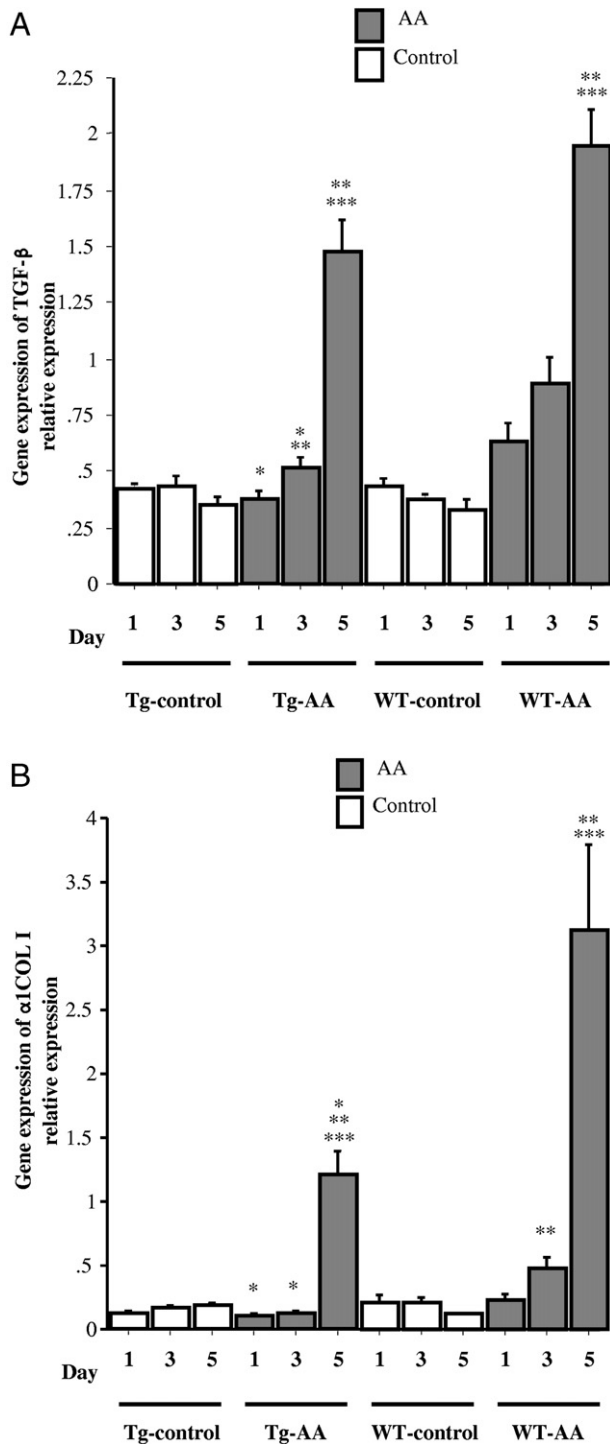 A
AA
Control
2.25
2
1.75
1.5
1.25
1
.75
.5
.25
0
Gene expression of TGF-β
relative expression
*
*
**
**
***
**
***
Day 1 3 5 1 3 5 1 3 5 1 3 5
Tg-control Tg-AA WT-control WT-AA
B
AA
Control
4
3.5
3
2.5
2
1.5
1
.5
0
Gene expression of α1COL I
relative expression
*
*
*
**
***
**
**
***
Day 1 3 5 1 3 5 1 3 5 1 3 5
Tg-control Tg-AA WT-control WT-AA